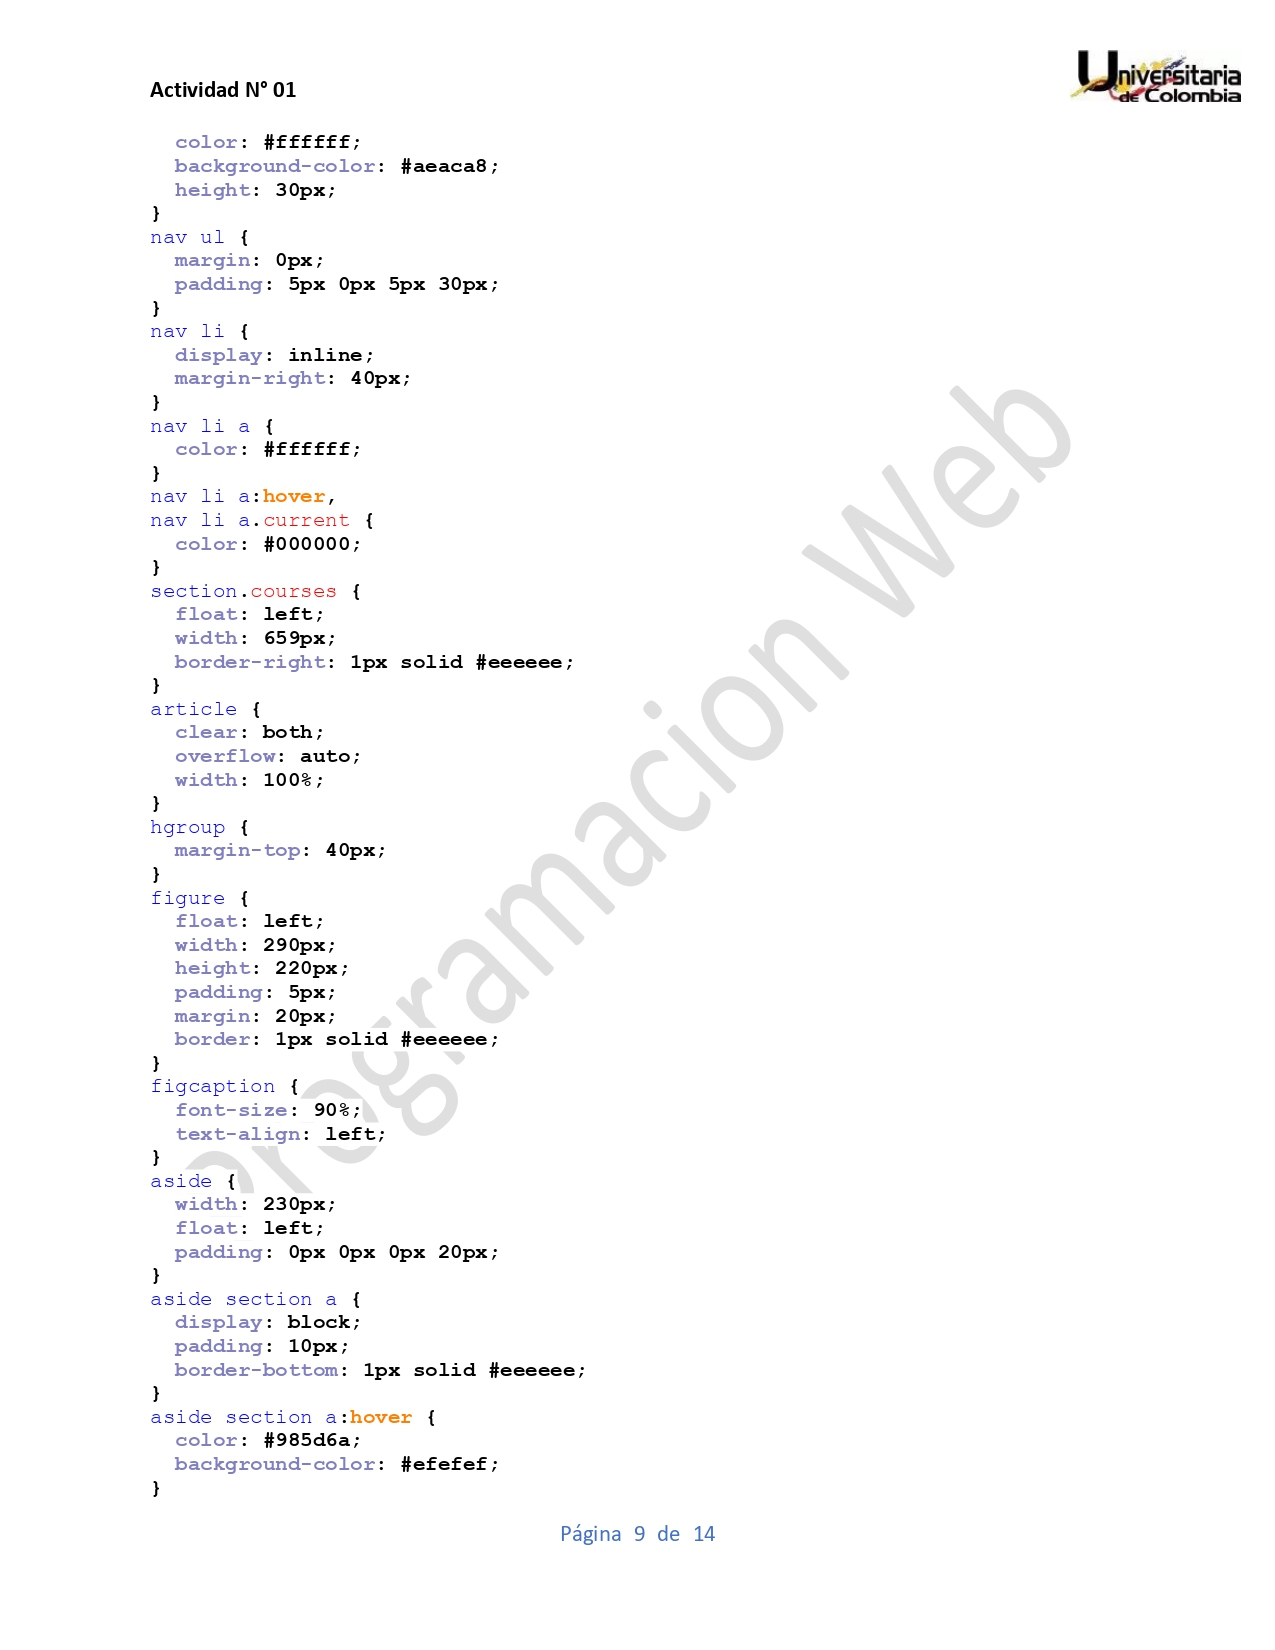 Actividad Nº 01
Universitaria
de Colombia
color: #ffffff;
background-color: #aeaca8;
height: 30px;
}
nav ul {
margin: 0px;
padding: 5px 0px 5px 30px;
}
nav li {
display: inline;
margin-right: 40px;
}
nav li a {
color: #ffffff;
}
nav li a:hover,
nav li a.current {
color: #000000;
}
section.courses {
float: left;
width: 659px;
border-right: 1px solid #eeeeee;
}
article {
clear: both;
overflow: auto;
width: 100%;
}
hgroup {
margin-top: 40px;
}
figure {
float: left;
width: 290px;
height: 220px;
padding: 5px;
margin: 20px;
border: 1px solid #eeeeee;
}
figcaption {
font-size: 90%;
text-align: left;
}
aside {
width: 230px;
float: left;
padding: 0px 0px 0px 20px;
}
aside section a {
display: block;
padding: 10px;
border-bottom: 1px solid #eeeeee;
}
aside section a:hover {
color: #985d6a;
background-color: #efefef;
}
Programacion Web
Página 9 de 14